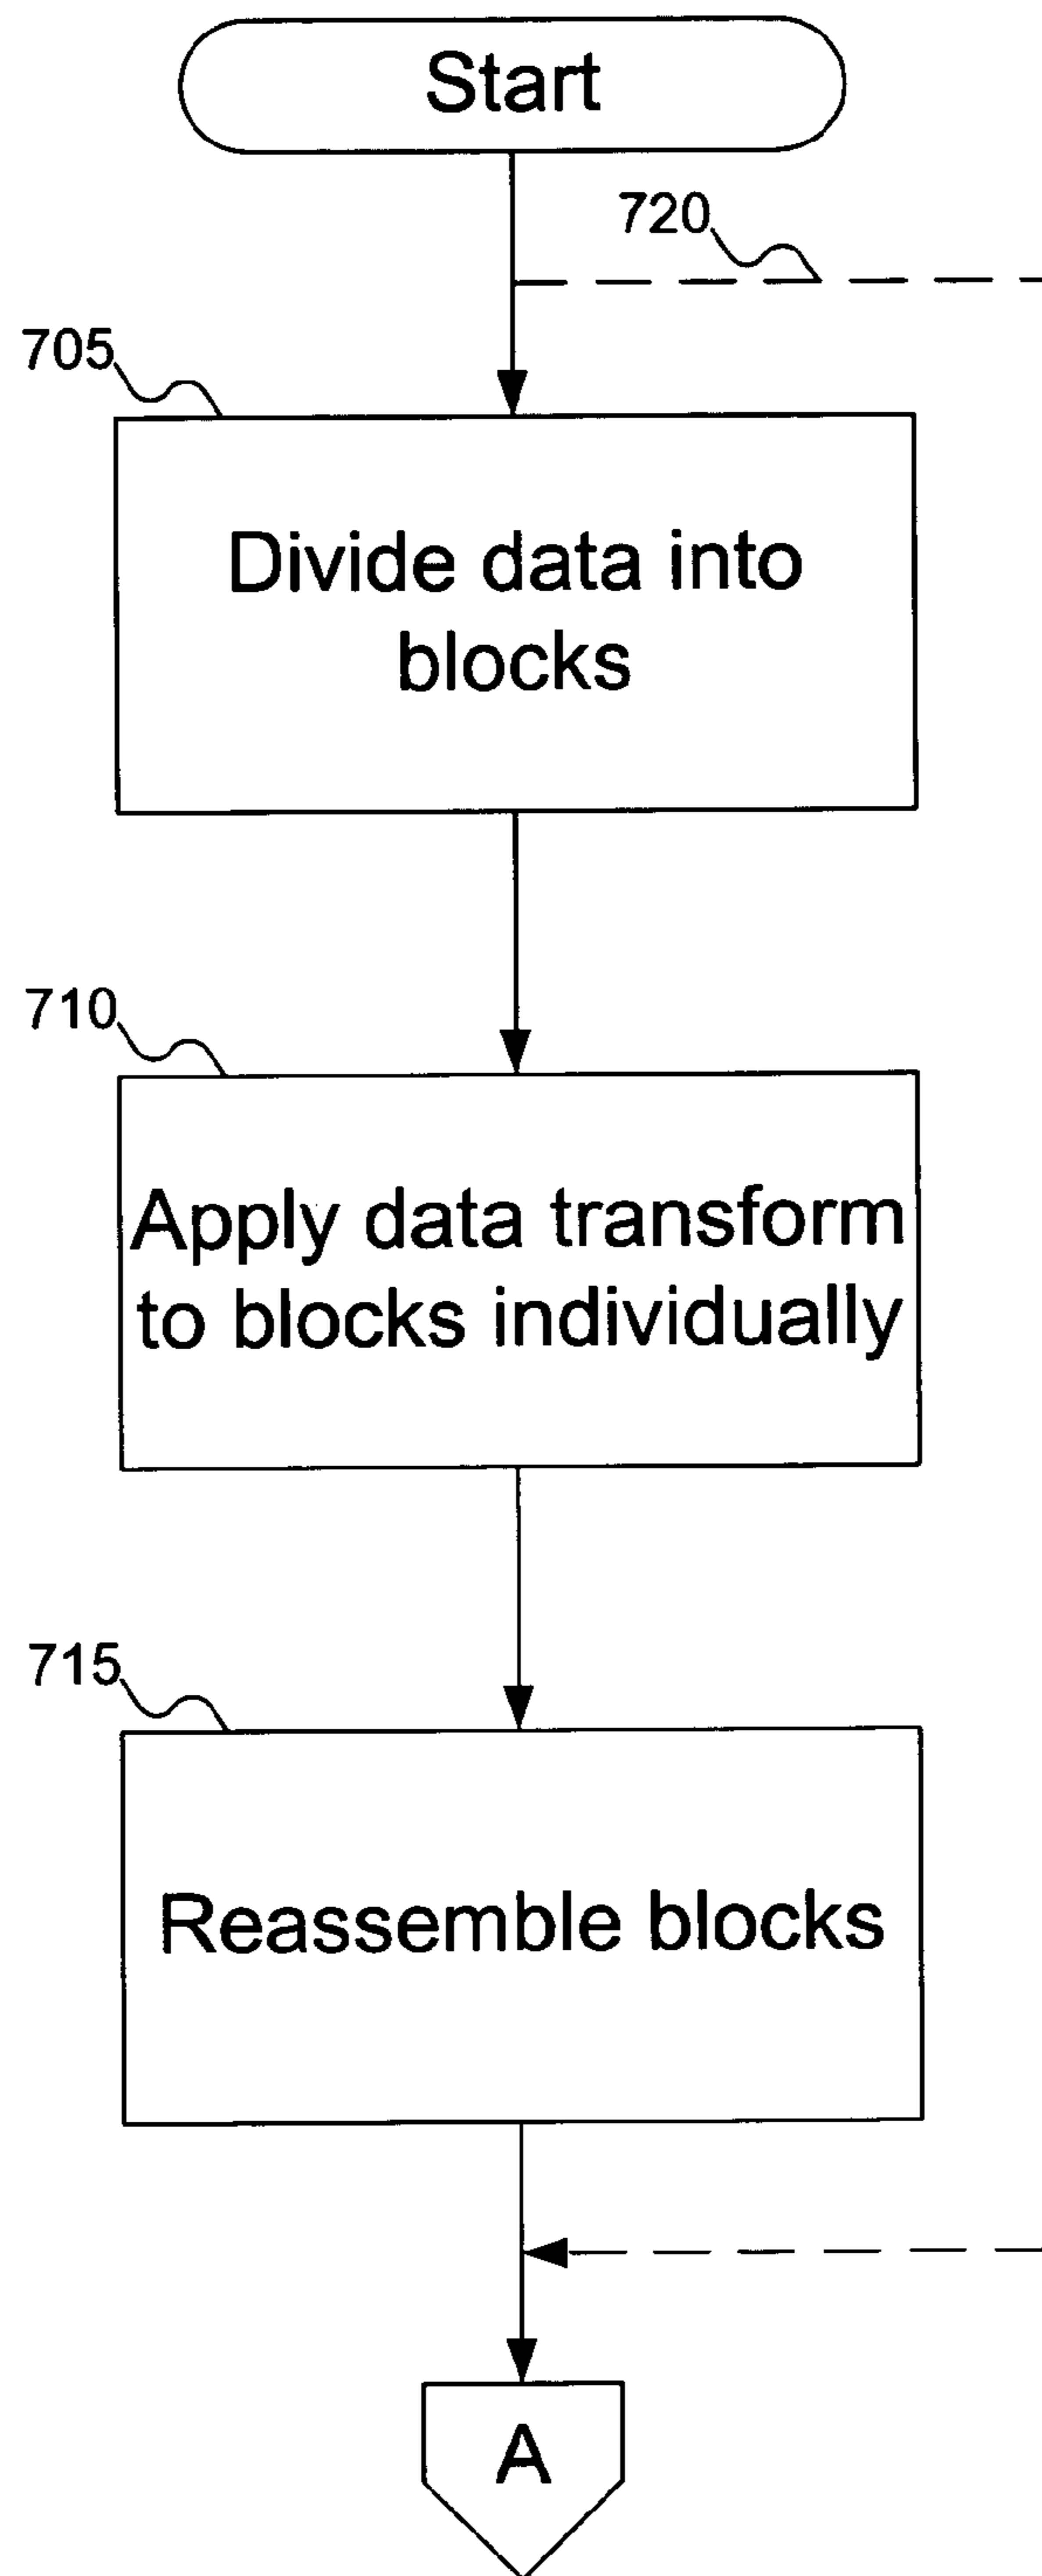 Start
720
705
Divide data into
blocks
710
Apply data transform
to blocks individually
715
Reassemble blocks
A